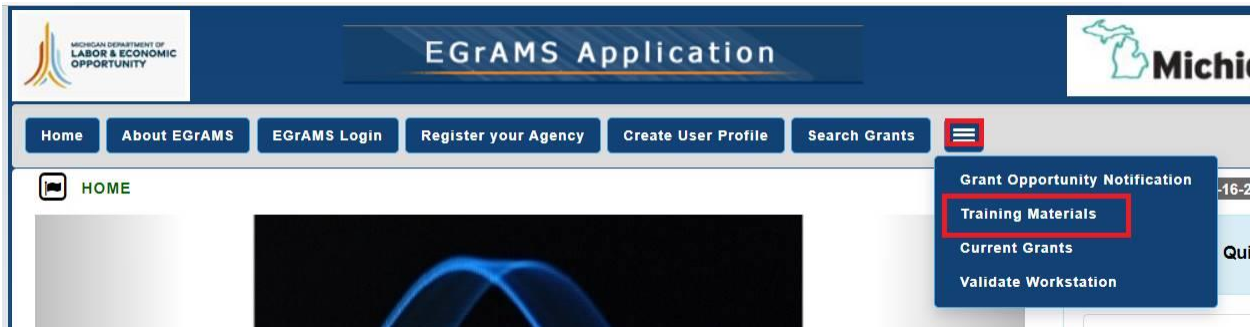 MICHIGAN DEPARTMENT OF
LABOR & ECONOMIC
OPPORTUNITY
EGrAMS Application
Home About EGrAMS EGrAMS Login Register your Agency Create User Profile Search Grants
HOME
Grant Opportunity Notification
Training Materials
Current Grants
Validate Workstation